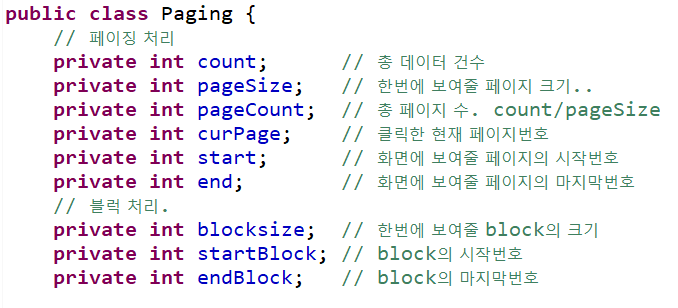 public class Paging {
// 페이징 처리
private int count; // 총 데이터 건수
private int pageSize; // 한번에 보여줄 페이지 크기..
private int pageCount; // 총 페이지 수. count/pageSize
private int curPage; // 클릭한 현재 페이지번호
private int start; // 화면에 보여줄 페이지의 시작번호
private int end; // 화면에 보여줄 페이지의 마지막번호
// 블럭 처리.
private int blocksize; // 한번에 보여줄 block의 크기
private int startBlock; // block의 시작번호
private int endBlock; // block의 마지막번호